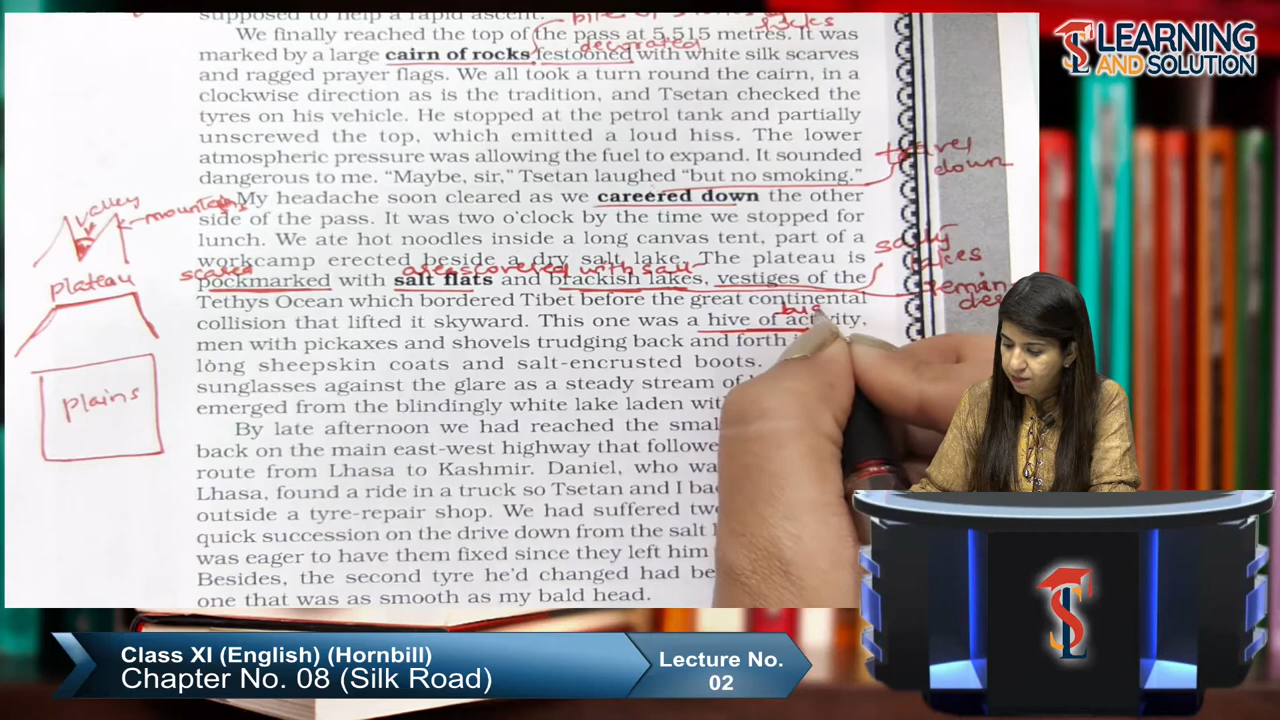 supposed to help a rapid ascent.
We finally reached the top of the pass at 5,515 metres. It was
decorated
marked by a large cairn of rocks festooned with white silk scarves
and ragged prayer flags. We all took a turn round the cairn, in a
clockwise direction as is the tradition, and Tsetan checked the
tyres on his vehicle. He stopped at the petrol tank and partially
unscrewed the top, which emitted a loud hiss. The lower
atmospheric pressure was allowing the fuel to expand. It sounded
dangerous to me. “Maybe, sir,” Tsetan laughed “but no smoking.”
travel down
My headache soon cleared as we careered down the other
side of the pass. It was two o’clock by the time we stopped for
lunch. We ate hot noodles inside a long canvas tent, part of a
workcamp erected beside a dry salt lake. The plateau is
scared areas covered with salt salty lakes
pockmarked with salt flats and brackish lakes, vestiges of the
Tethys Ocean which bordered Tibet before the great continental
collision that lifted it skyward. This one was a hive of activity,
men with pickaxes and shovels trudging back and forth
long sheepskin coats and salt-encrusted boots.
sunglasses against the glare as a steady stream of
emerged from the blindingly white lake laden
By late afternoon we had reached the
back on the main east-west highway that
route from Lhasa to Kashmir. Daniel, who
Lhasa, found a ride in a truck so Tsetan and I
outside a tyre-repair shop. We had suffered
quick succession on the drive down from the salt
was eager to have them fixed since they left him
Besides, the second tyre he’d changed had
one that was as smooth as my bald head.
valley
mountains
plateau
plains
LEARNING
AND SOLUTION
Class XI (English) (Hornbill)
Chapter No. 08 (Silk Road)
Lecture No.
02